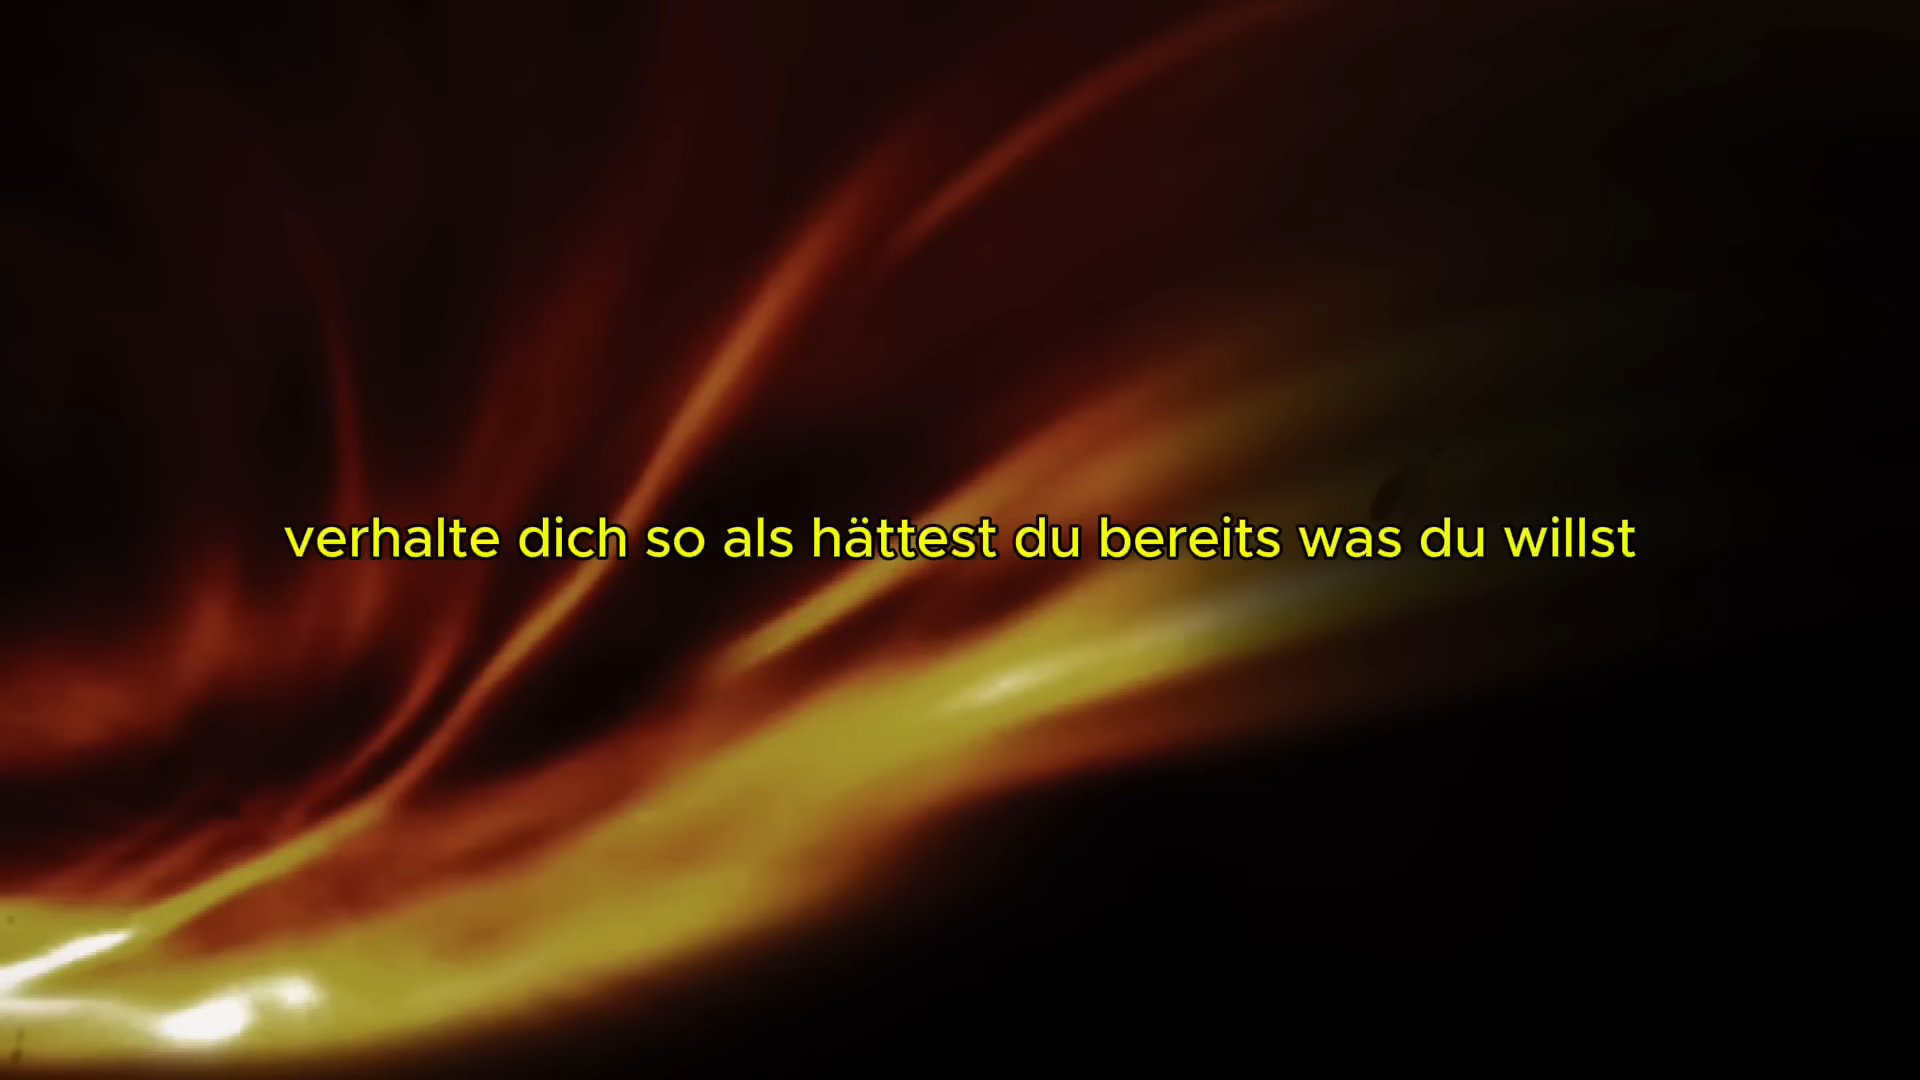 verhalte dich so als hättest du bereits was du willst